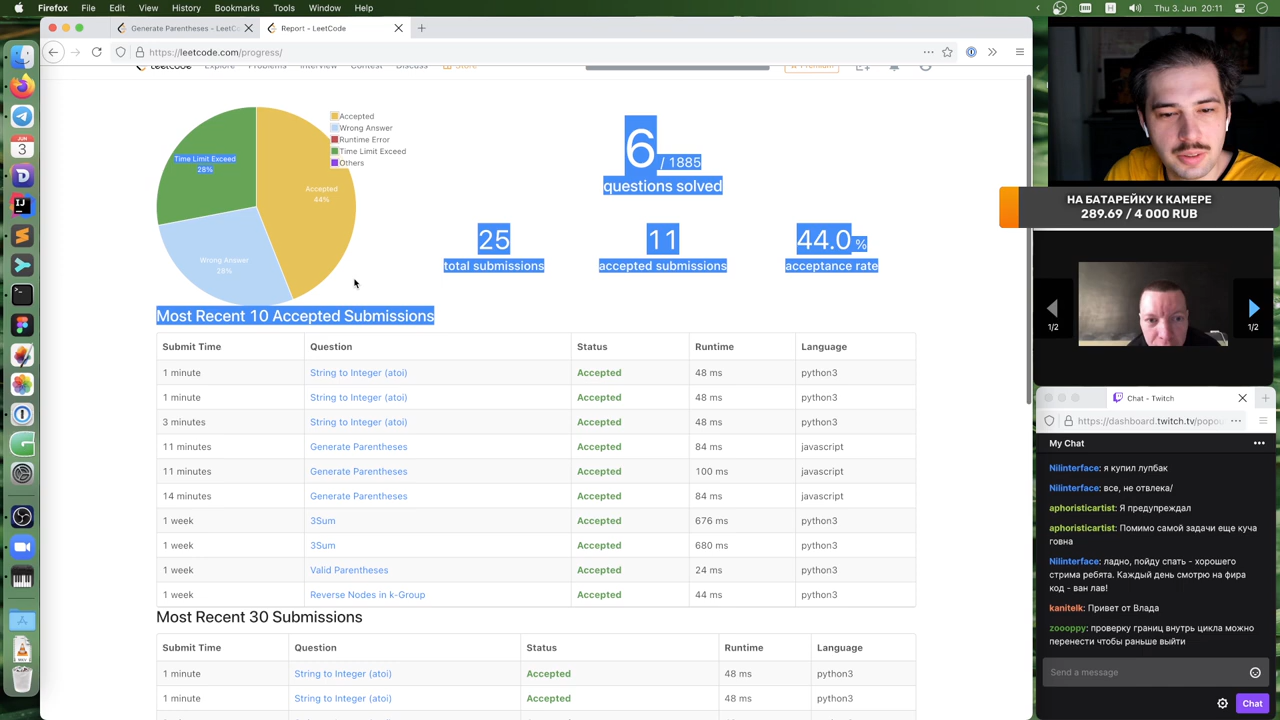 Firefox File Edit View History Bookmarks Tools Window Help
Generate Parentheses - LeetC
Report - LeetCode
https://leetcode.com/progress/
LeetCode Explore Problems Interview Contest Discuss Store
Premium
Accepted
Wrong Answer
Runtime Error
Time Limit Exceed
Others
Time Limit Exceed
28%
Accepted
44%
Wrong Answer
28%
6 / 1885
questions solved
25
total submissions
11
accepted submissions
44.0 %
acceptance rate
Most Recent 10 Accepted Submissions
Submit Time Question Status Runtime Language
1 minute String to Integer (atoi) Accepted 48 ms python3
1 minute String to Integer (atoi) Accepted 48 ms python3
3 minutes String to Integer (atoi) Accepted 48 ms python3
11 minutes Generate Parentheses Accepted 84 ms javascript
11 minutes Generate Parentheses Accepted 100 ms javascript
14 minutes Generate Parentheses Accepted 84 ms javascript
1 week 3Sum Accepted 676 ms python3
1 week 3Sum Accepted 680 ms python3
1 week Valid Parentheses Accepted 24 ms python3
1 week Reverse Nodes in k-Group Accepted 44 ms python3
Most Recent 30 Submissions
Submit Time Question Status Runtime Language
1 minute String to Integer (atoi) Accepted 48 ms python3
1 minute String to Integer (atoi) Accepted 48 ms python3
JUN
3
НА БАТАРЕЙКУ К КАМЕРЕ
289.69 / 4 000 RUB
1/2
1/2
Chat - Twitch
https://dashboard.twitch.tv/popou
My Chat
Nilinterface: я купил лупбак
Nilinterface: все, не отвлека/
aphoristicartist: Я предупреждал
aphoristicartist: Помимо самой задачи еще куча
говна
Nilinterface: ладно, пойду спать - хорошего
стрима ребята. Каждый день смотрю на фира
код - ван лав!
kanitelk: Привет от Влада
zoooppy: проверку границ внутрь цикла можно
перенести чтобы раньше выйти
Send a message
Chat